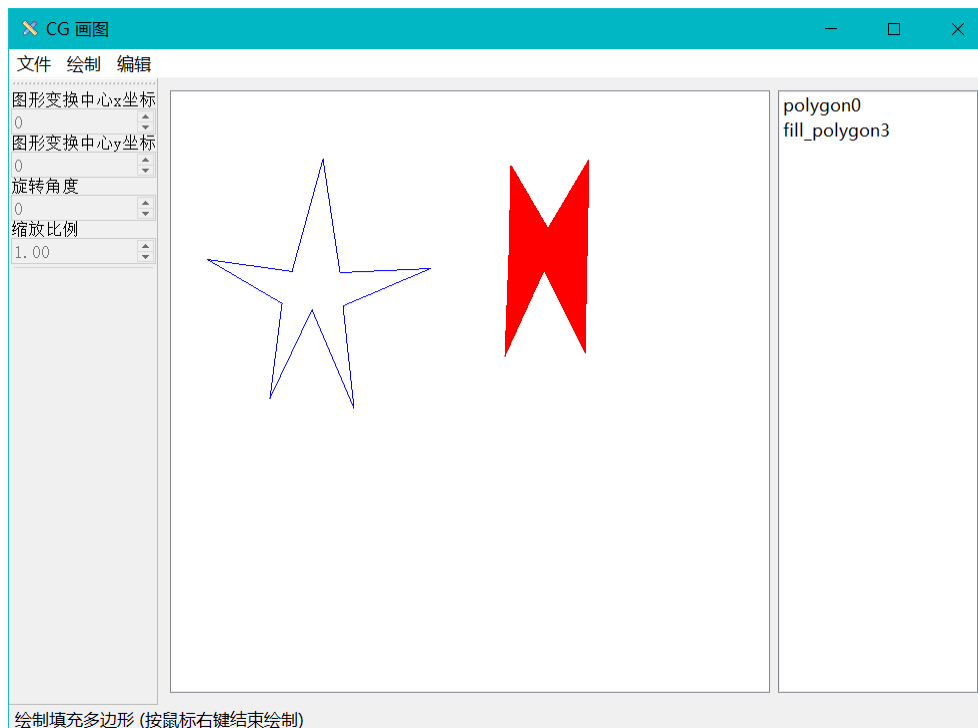 CG 画图
文件 绘制 编辑
图形变换中心x坐标
0
图形变换中心y坐标
0
旋转角度
0
缩放比例
1.00
polygon0
fill_polygon3
绘制填充多边形 (按鼠标右键结束绘制)